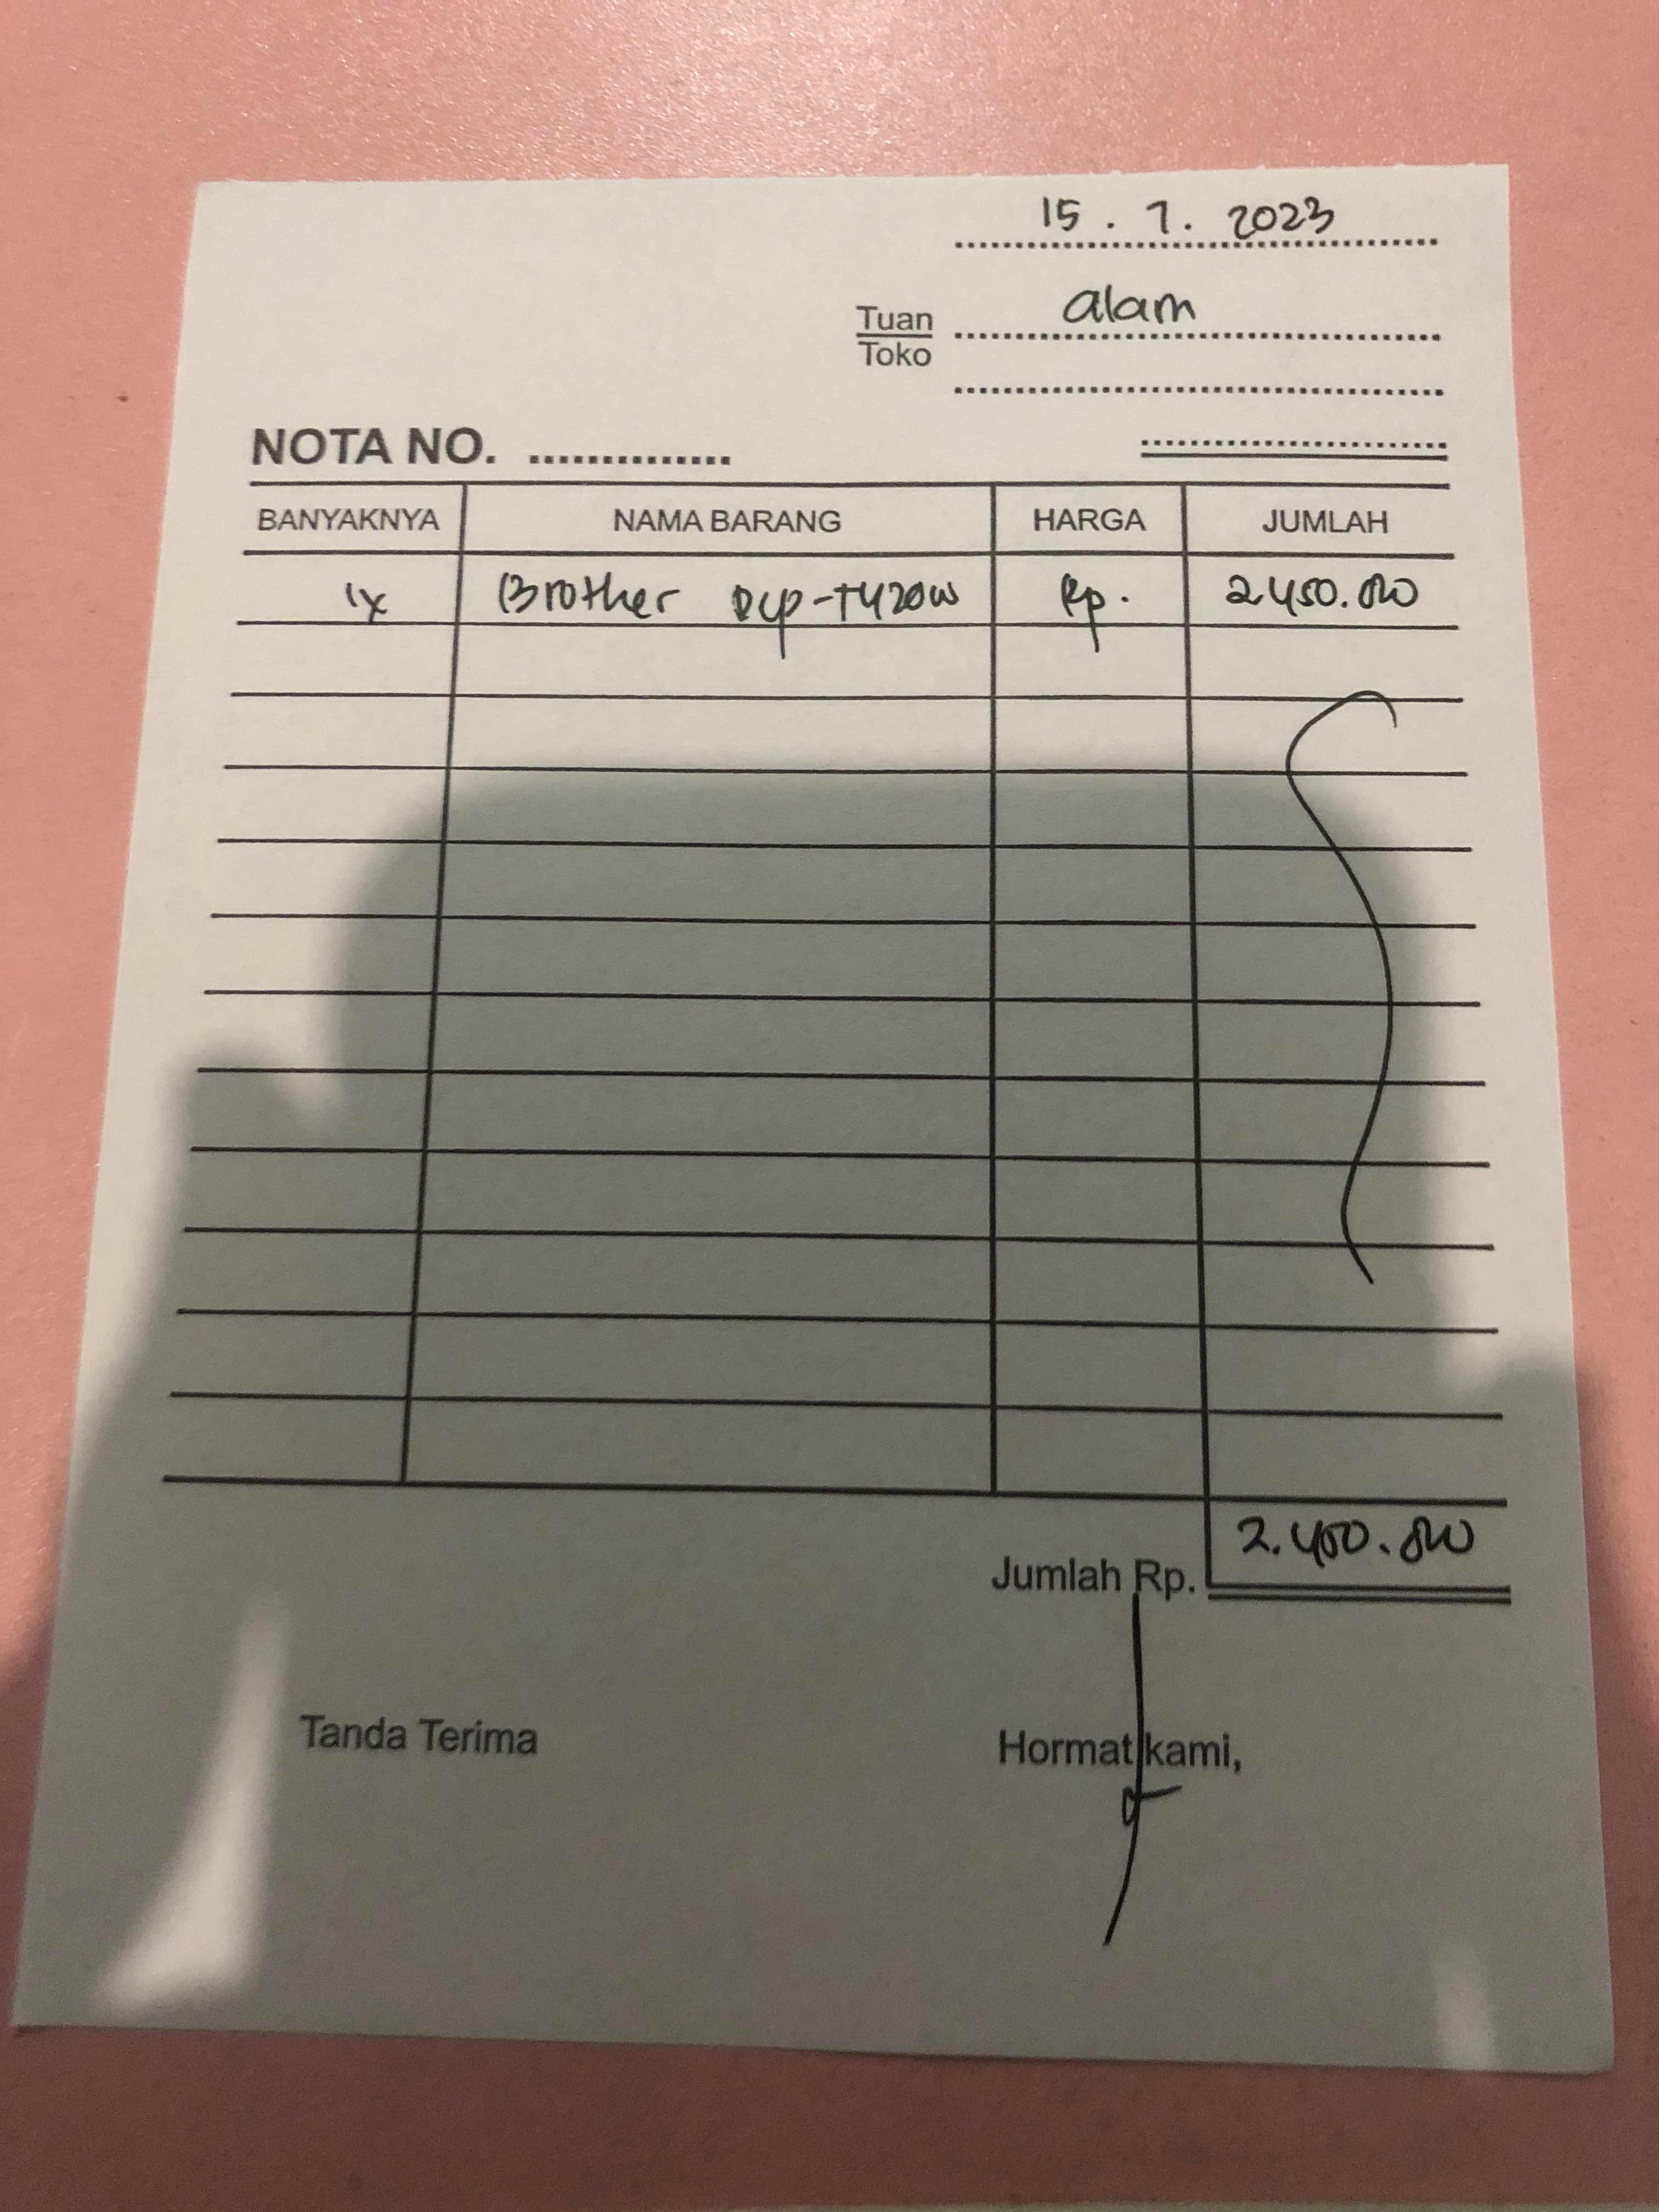 15 . 7 . 2023
Tuan alam
Toko
NOTA NO. ..............
BANYAKNYA NAMA BARANG HARGA JUMLAH
1x Brother Dcp-T420w Rp. 2.450.000
Jumlah Rp. 2.450.000
Tanda Terima Hormat kami,